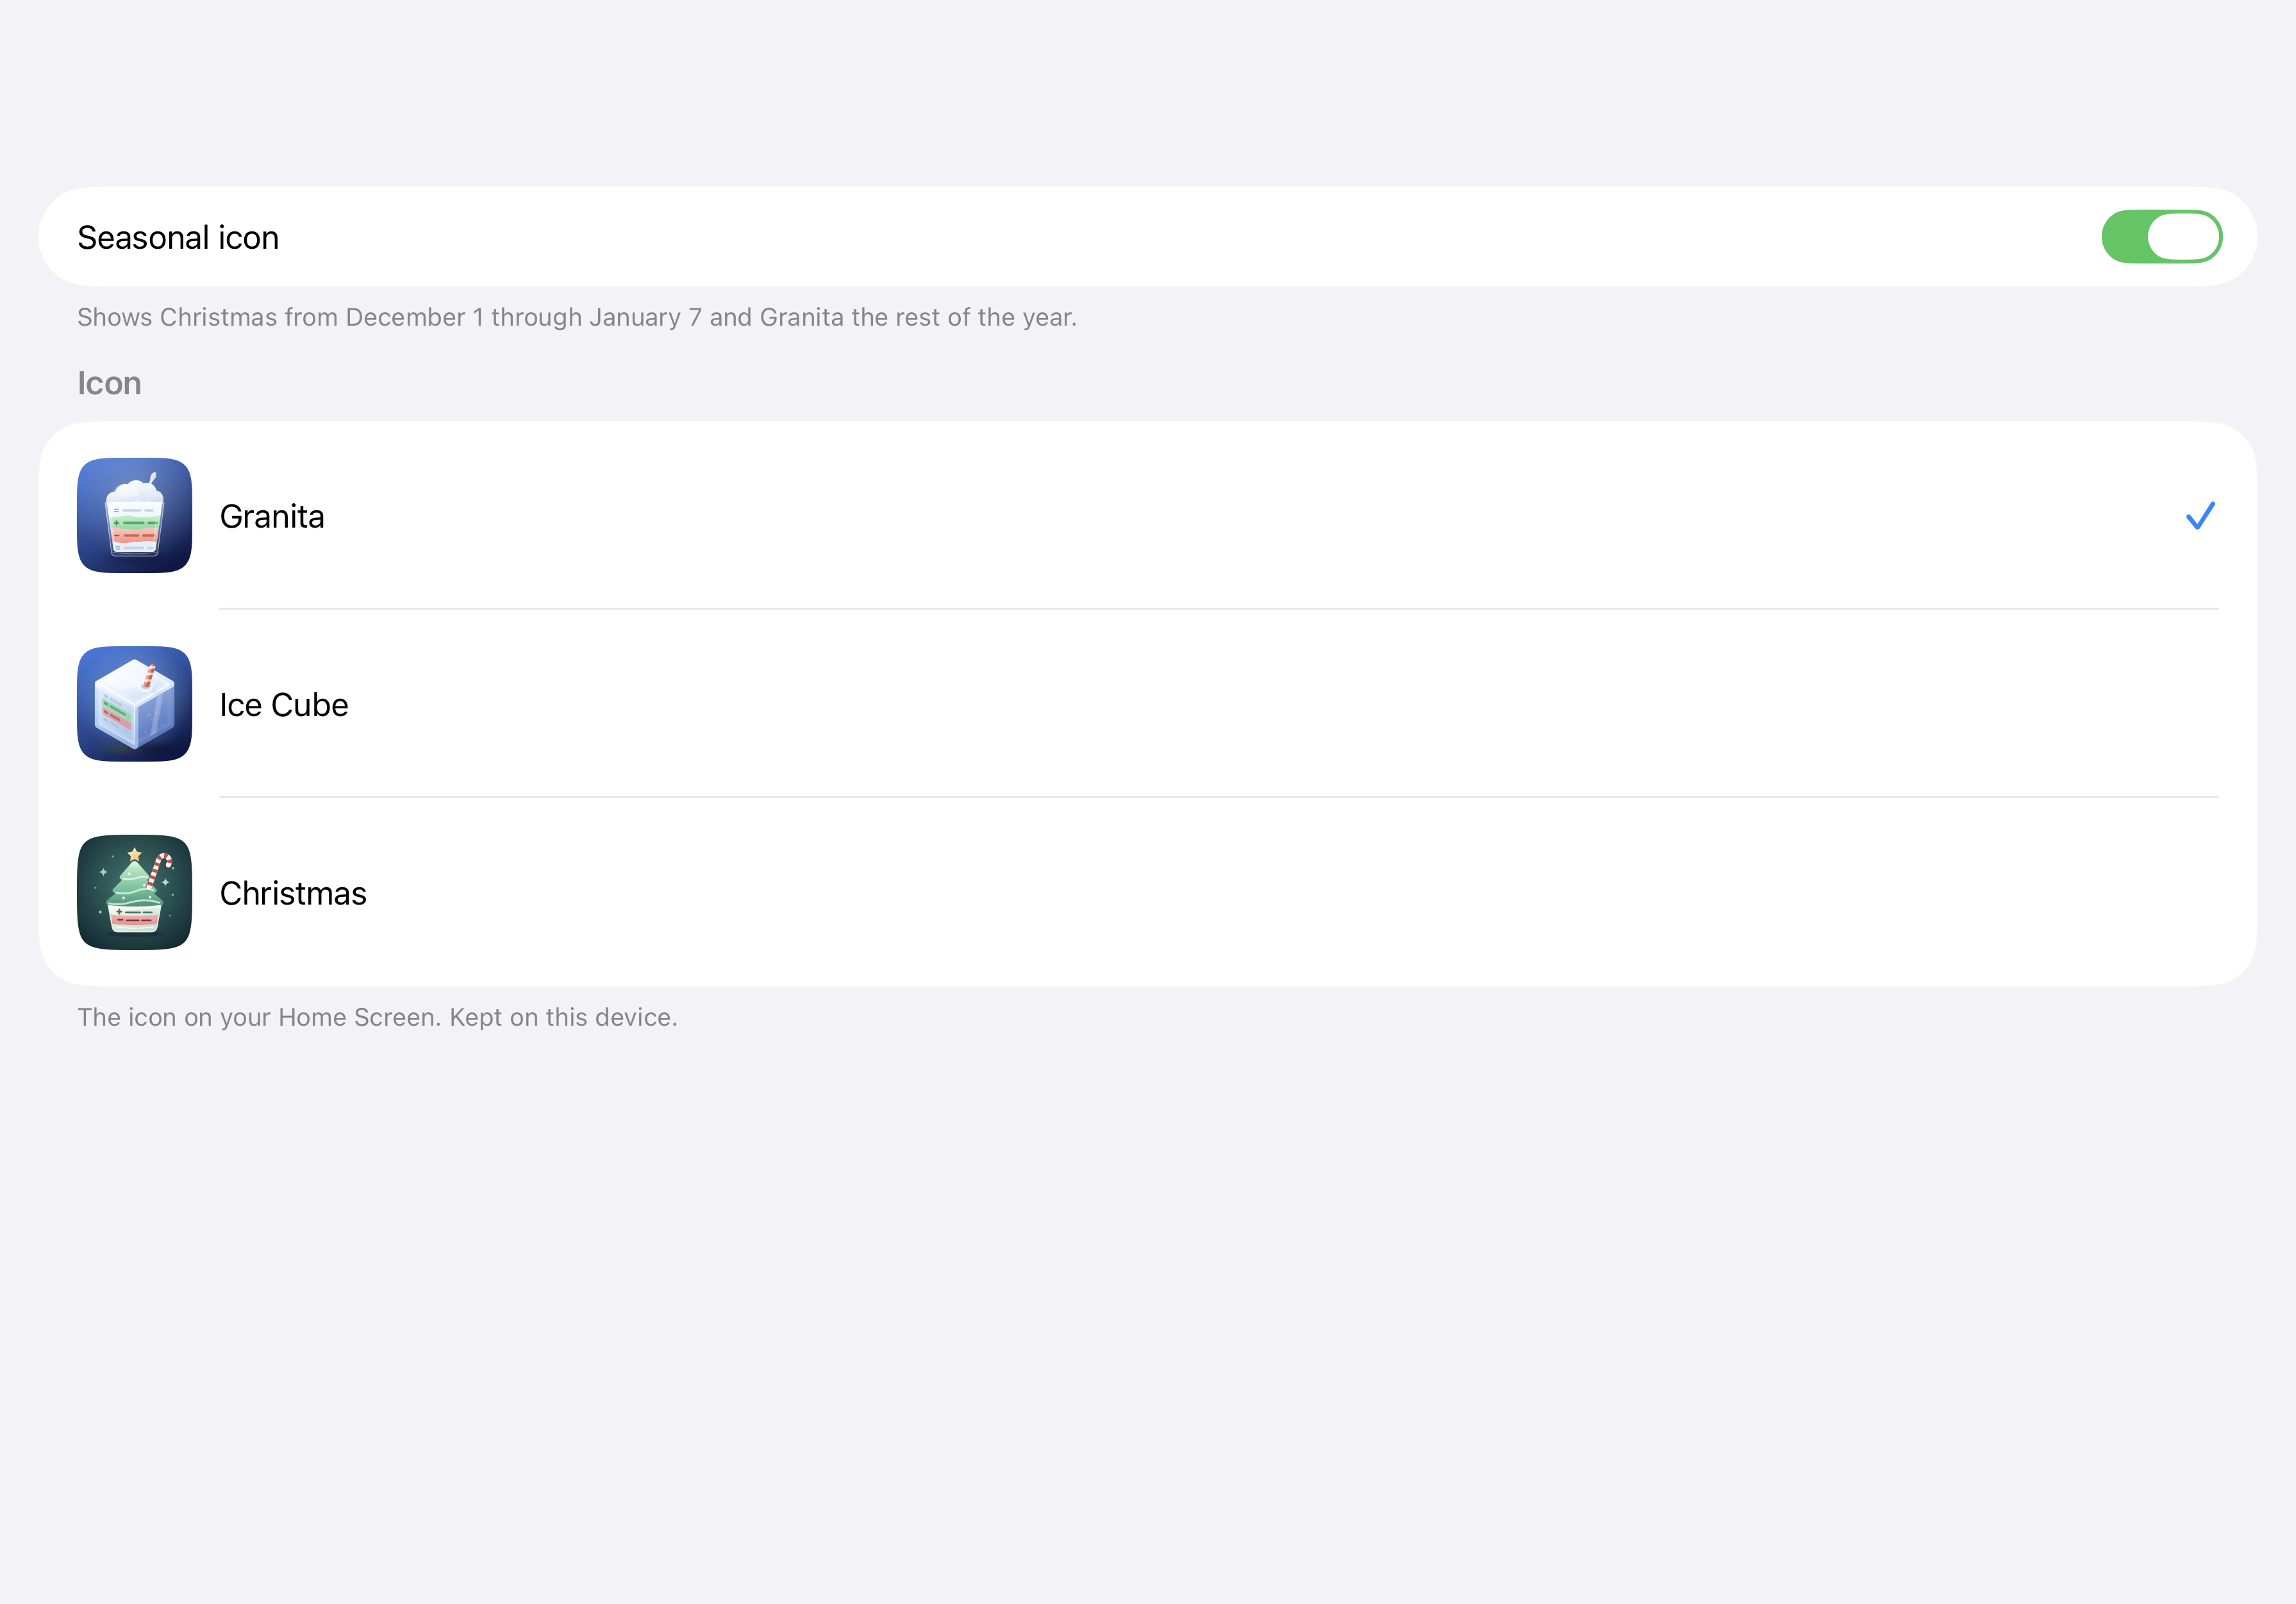 Seasonal icon
Shows Christmas from December 1 through January 7 and Granita the rest of the year.
Icon
Granita
Ice Cube
Christmas
The icon on your Home Screen. Kept on this device.